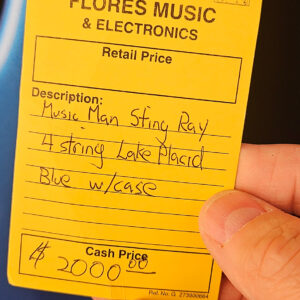 FLORES MUSIC
& ELECTRONICS
Retail Price
Description:
Music Man Sting Ray
4 string Lake Placid
Blue w/case
Cash Price
$ 2000 00